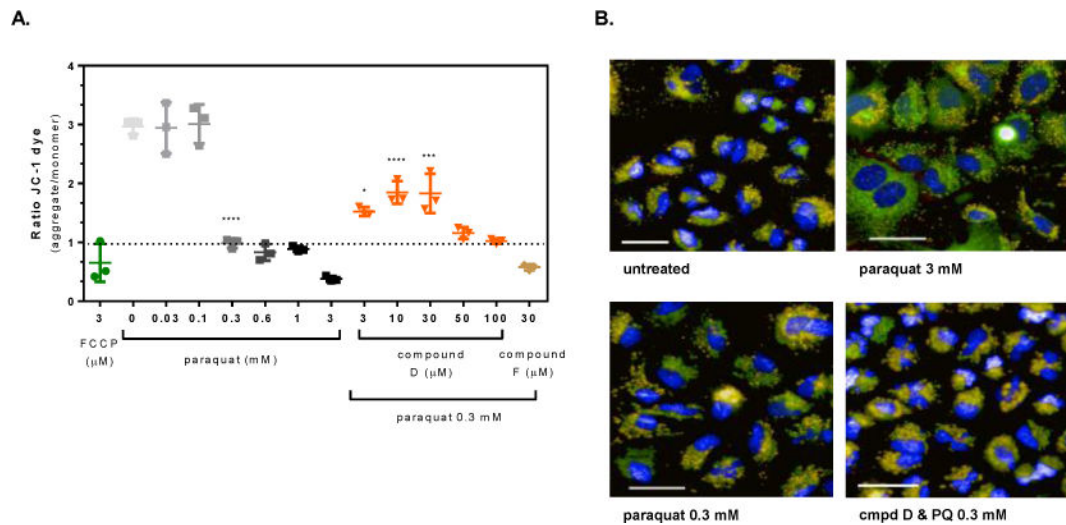 A.
B.
Ratio JC-1 dye
(aggregate/monomer)
4
3
2
1
0
****
*
****
***
3 0 0.03 0.1 0.3 0.6 1 3 3 10 30 50 100 30
FCCP
(μM)
paraquat (mM)
compound
D (μM)
compound
F (μM)
paraquat 0.3 mM
untreated
paraquat 3 mM
paraquat 0.3 mM
cmpd D & PQ 0.3 mM